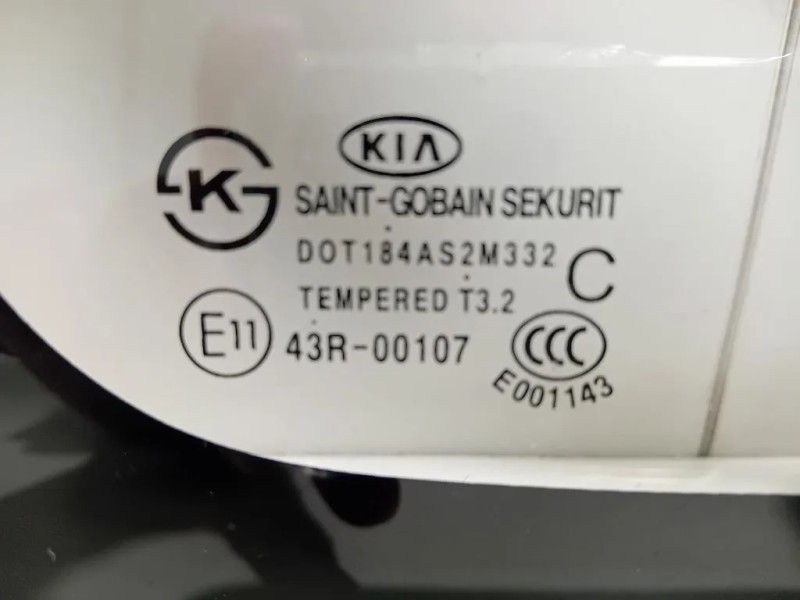 KIA
K
SAINT-GOBAIN SEKURIT
DOT184AS2M332
C
TEMPERED T3.2
E11
43R-00107
CCC
E001143